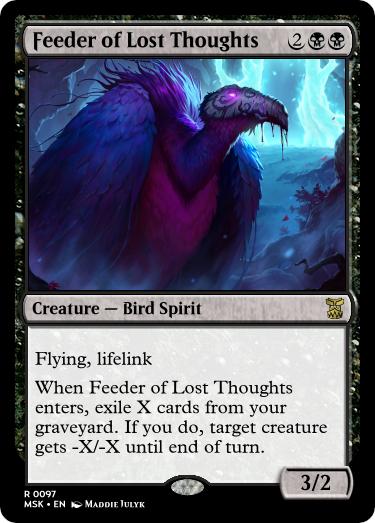 Feeder of Lost Thoughts 2
Creature — Bird Spirit
Flying, lifelink
When Feeder of Lost Thoughts
enters, exile X cards from your
graveyard. If you do, target creature
gets -X/-X until end of turn.
3/2
R 0097
MSK • EN Maddie Julyk